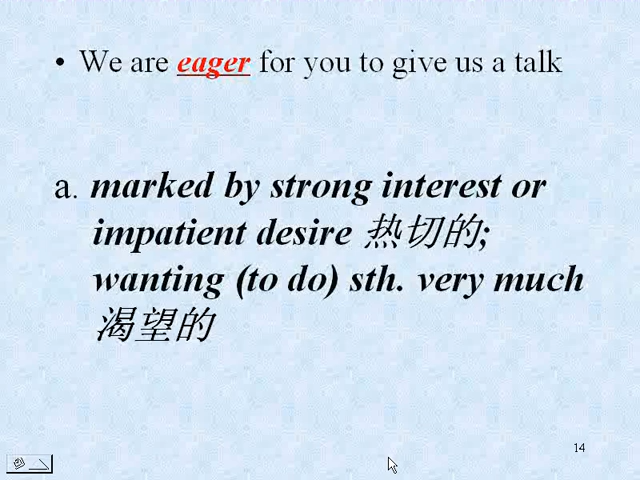 • We are eager for you to give us a talk
a. marked by strong interest or
impatient desire 热切的;
wanting (to do) sth. very much
渴望的
14